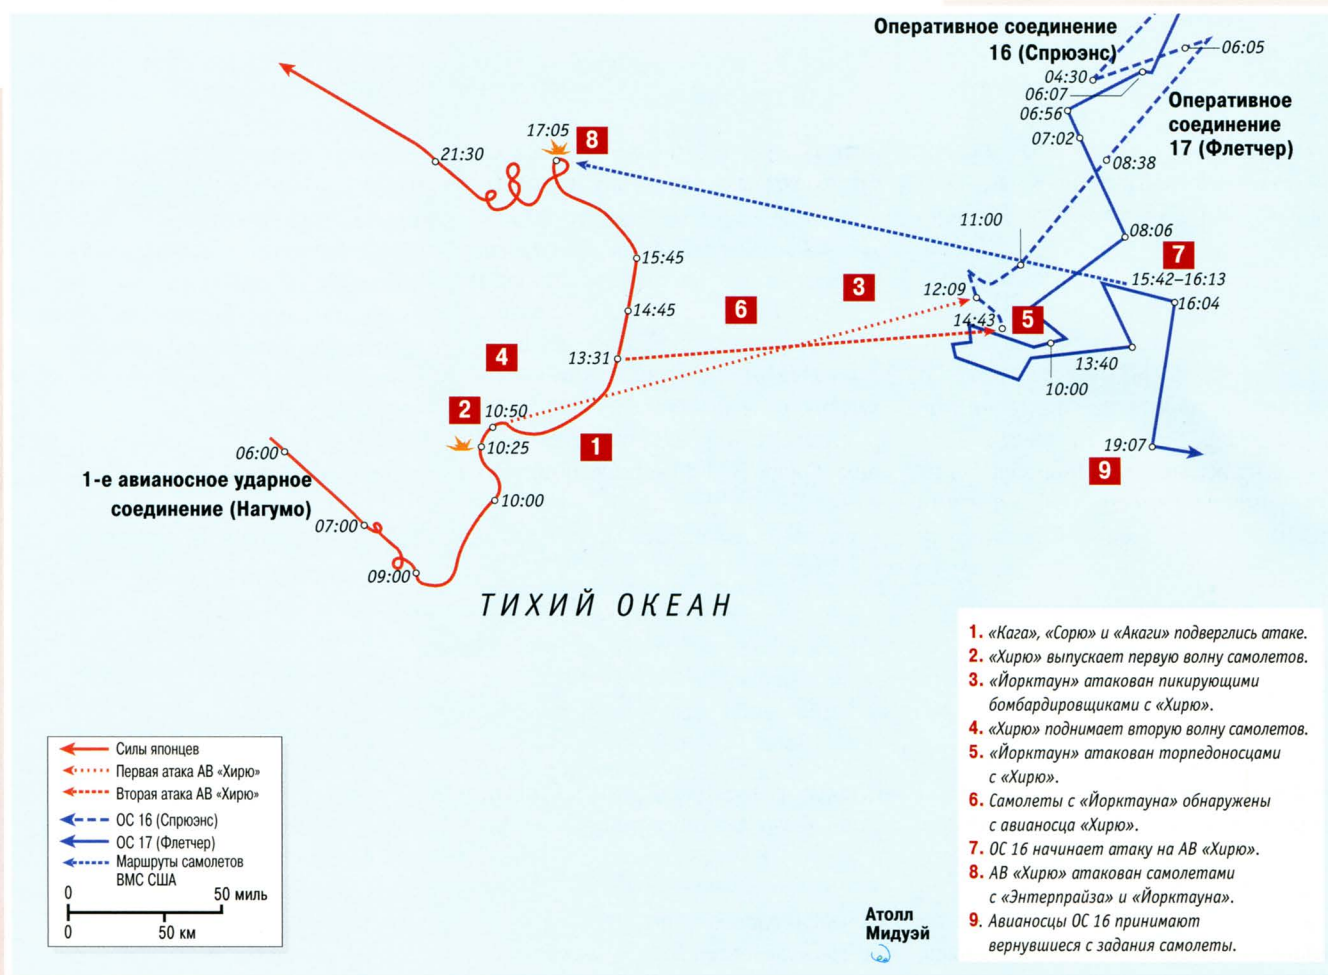 Оперативное соединение
16 (Спрюэнс)
06:05
04:30
06:07
Оперативное
соединение
17 (Флетчер)
06:56
07:02
08:38
17:05
8
21:30
11:00
08:06
7
15:42–16:13
16:04
15:45
3
12:09
6
14:45
14:43
5
4
13:31
13:40
10:00
2
10:50
10:25
1
19:07
9
06:00
1-е авианосное ударное
соединение (Нагумо)
10:00
07:00
09:00
ТИХИЙ ОКЕАН
1. «Кага», «Сорю» и «Акаги» подверглись атаке.
2. «Хирю» выпускает первую волну самолетов.
3. «Йорктаун» атакован пикирующими
бомбардировщиками с «Хирю».
4. «Хирю» поднимает вторую волну самолетов.
5. «Йорктаун» атакован торпедоносцами
с «Хирю».
6. Самолеты с «Йорктауна» обнаружены
с авианосца «Хирю».
7. ОС 16 начинает атаку на АВ «Хирю».
8. АВ «Хирю» атакован самолетами
с «Энтерпрайза» и «Йорктауна».
9. Авианосцы ОС 16 принимают
вернувшиеся с задания самолеты.
Силы японцев
Первая атака АВ «Хирю»
Вторая атака АВ «Хирю»
ОС 16 (Спрюэнс)
ОС 17 (Флетчер)
Маршруты самолетов
ВМС США
0 50 миль
0 50 км
Атолл
Мидуэй